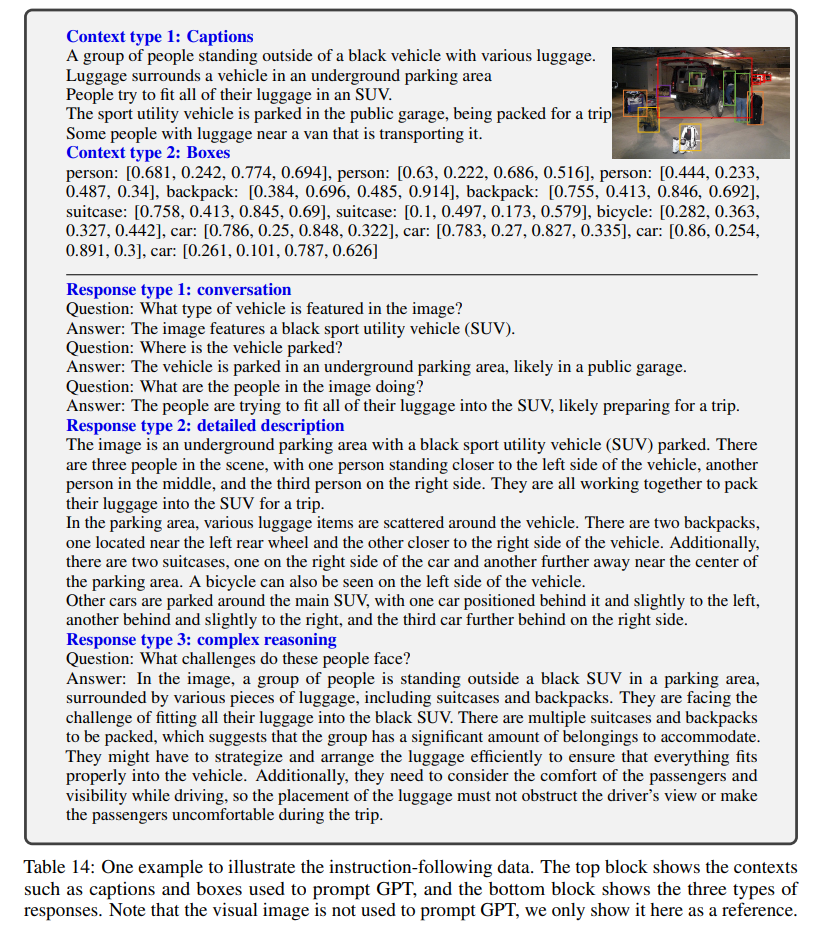 Context type 1: Captions
A group of people standing outside of a black vehicle with various luggage.
Luggage surrounds a vehicle in an underground parking area
People try to fit all of their luggage in an SUV.
The sport utility vehicle is parked in the public garage, being packed for a trip
Some people with luggage near a van that is transporting it.
Context type 2: Boxes
person: [0.681, 0.242, 0.774, 0.694], person: [0.63, 0.222, 0.686, 0.516], person: [0.444, 0.233,
0.487, 0.34], backpack: [0.384, 0.696, 0.485, 0.914], backpack: [0.755, 0.413, 0.846, 0.692],
suitcase: [0.758, 0.413, 0.845, 0.69], suitcase: [0.1, 0.497, 0.173, 0.579], bicycle: [0.282, 0.363,
0.327, 0.442], car: [0.786, 0.25, 0.848, 0.322], car: [0.783, 0.27, 0.827, 0.335], car: [0.86, 0.254,
0.891, 0.3], car: [0.261, 0.101, 0.787, 0.626]
Response type 1: conversation
Question: What type of vehicle is featured in the image?
Answer: The image features a black sport utility vehicle (SUV).
Question: Where is the vehicle parked?
Answer: The vehicle is parked in an underground parking area, likely in a public garage.
Question: What are the people in the image doing?
Answer: The people are trying to fit all of their luggage into the SUV, likely preparing for a trip.
Response type 2: detailed description
The image is an underground parking area with a black sport utility vehicle (SUV) parked. There
are three people in the scene, with one person standing closer to the left side of the vehicle, another
person in the middle, and the third person on the right side. They are all working together to pack
their luggage into the SUV for a trip.
In the parking area, various luggage items are scattered around the vehicle. There are two backpacks,
one located near the left rear wheel and the other closer to the right side of the vehicle. Additionally,
there are two suitcases, one on the right side of the car and another further away near the center of
the parking area. A bicycle can also be seen on the left side of the vehicle.
Other cars are parked around the main SUV, with one car positioned behind it and slightly to the left,
another behind and slightly to the right, and the third car further behind on the right side.
Response type 3: complex reasoning
Question: What challenges do these people face?
Answer: In the image, a group of people is standing outside a black SUV in a parking area,
surrounded by various pieces of luggage, including suitcases and backpacks. They are facing the
challenge of fitting all their luggage into the black SUV. There are multiple suitcases and backpacks
to be packed, which suggests that the group has a significant amount of belongings to accommodate.
They might have to strategize and arrange the luggage efficiently to ensure that everything fits
properly into the vehicle. Additionally, they need to consider the comfort of the passengers and
visibility while driving, so the placement of the luggage must not obstruct the driver's view or make
the passengers uncomfortable during the trip.
Table 14: One example to illustrate the instruction-following data. The top block shows the contexts
such as captions and boxes used to prompt GPT, and the bottom block shows the three types of
responses. Note that the visual image is not used to prompt GPT, we only show it here as a reference.